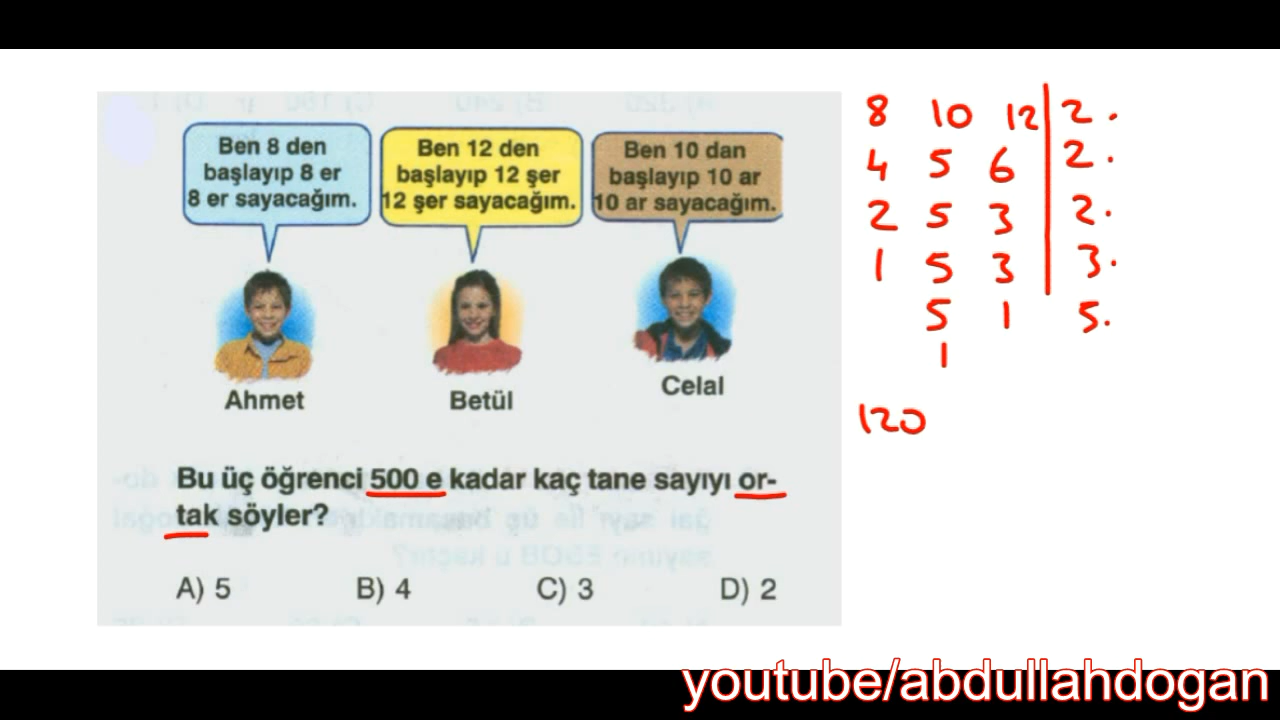 Ben 8 den
başlayıp 8 er
8 er sayacağım.
Ben 12 den
başlayıp 12 şer
12 şer sayacağım.
Ben 10 dan
başlayıp 10 ar
10 ar sayacağım.
Ahmet
Betül
Celal
Bu üç öğrenci 500 e kadar kaç tane sayıyı or-
tak söyler?
A) 5 B) 4 C) 3 D) 2
8 10 12 2.
4 5 6 2.
2 5 3 2.
1 5 3 3.
5 1 5.
1
120
youtube/abdullahdogan